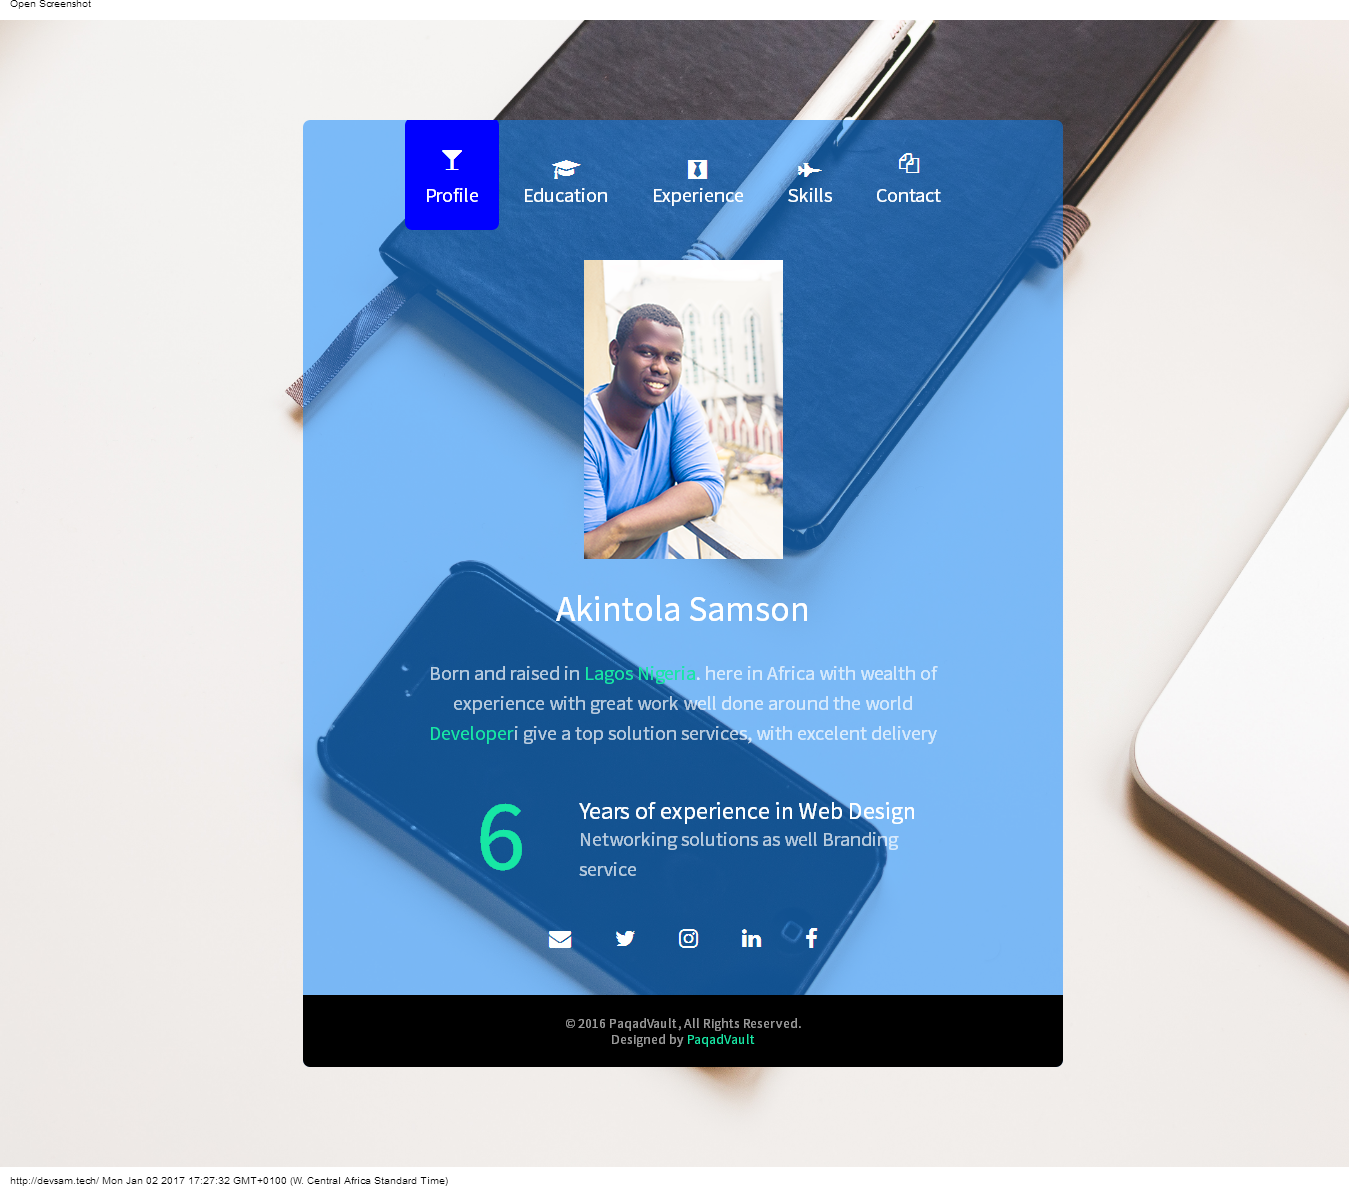 Open Screenshot
Profile
Education
Experience
Skills
Contact
Akintola Samson
Born and raised in Lagos Nigeria. here in Africa with wealth of
experience with great work well done around the world
Developeri give a top solution services, with excelent delivery
6
Years of experience in Web Design
Networking solutions as well Branding
service
© 2016 PaqadVault, All Rights Reserved.
Designed by PaqadVault
http://devsam.tech/ Mon Jan 02 2017 17:27:32 GMT+0100 (W. Central Africa Standard Time)